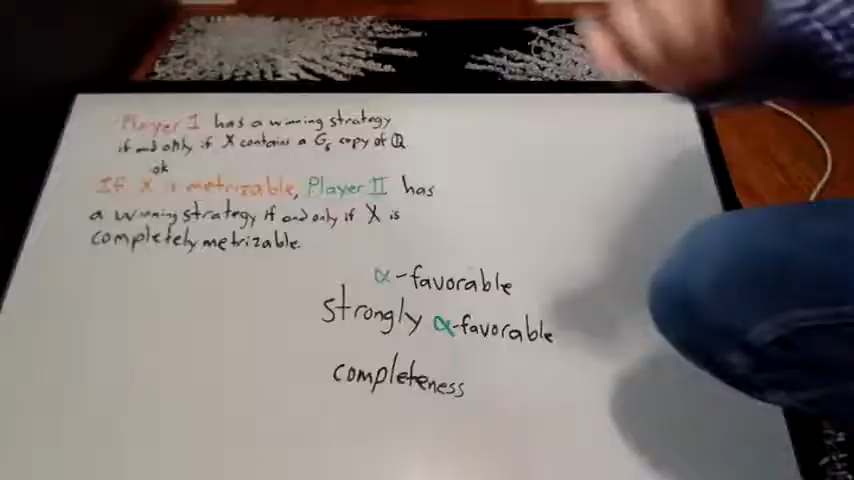 Player I has a winning strategy
if and only if X contains a Gδ copy of ℚ
ok
If X is metrizable, Player II has
a winning strategy if and only if X is
completely metrizable.
α-favorable
strongly α-favorable
completeness